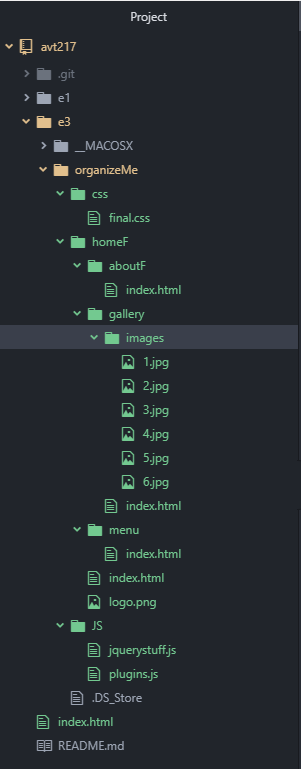 Project
avt217
.git
e1
e3
__MACOSX
organizeMe
css
final.css
homeF
aboutF
index.html
gallery
images
1.jpg
2.jpg
3.jpg
4.jpg
5.jpg
6.jpg
index.html
menu
index.html
index.html
logo.png
JS
jquerystuff.js
plugins.js
.DS_Store
index.html
README.md